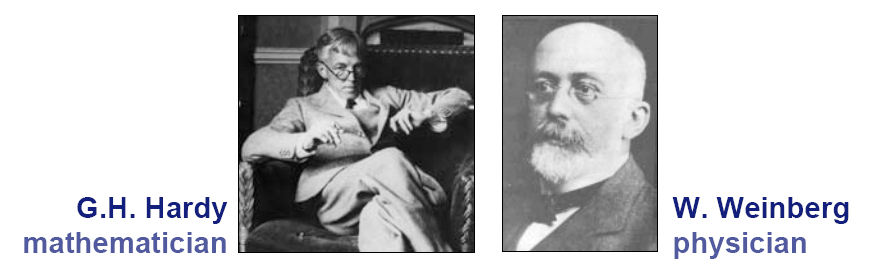 G.H. Hardy
mathematician
W. Weinberg
physician